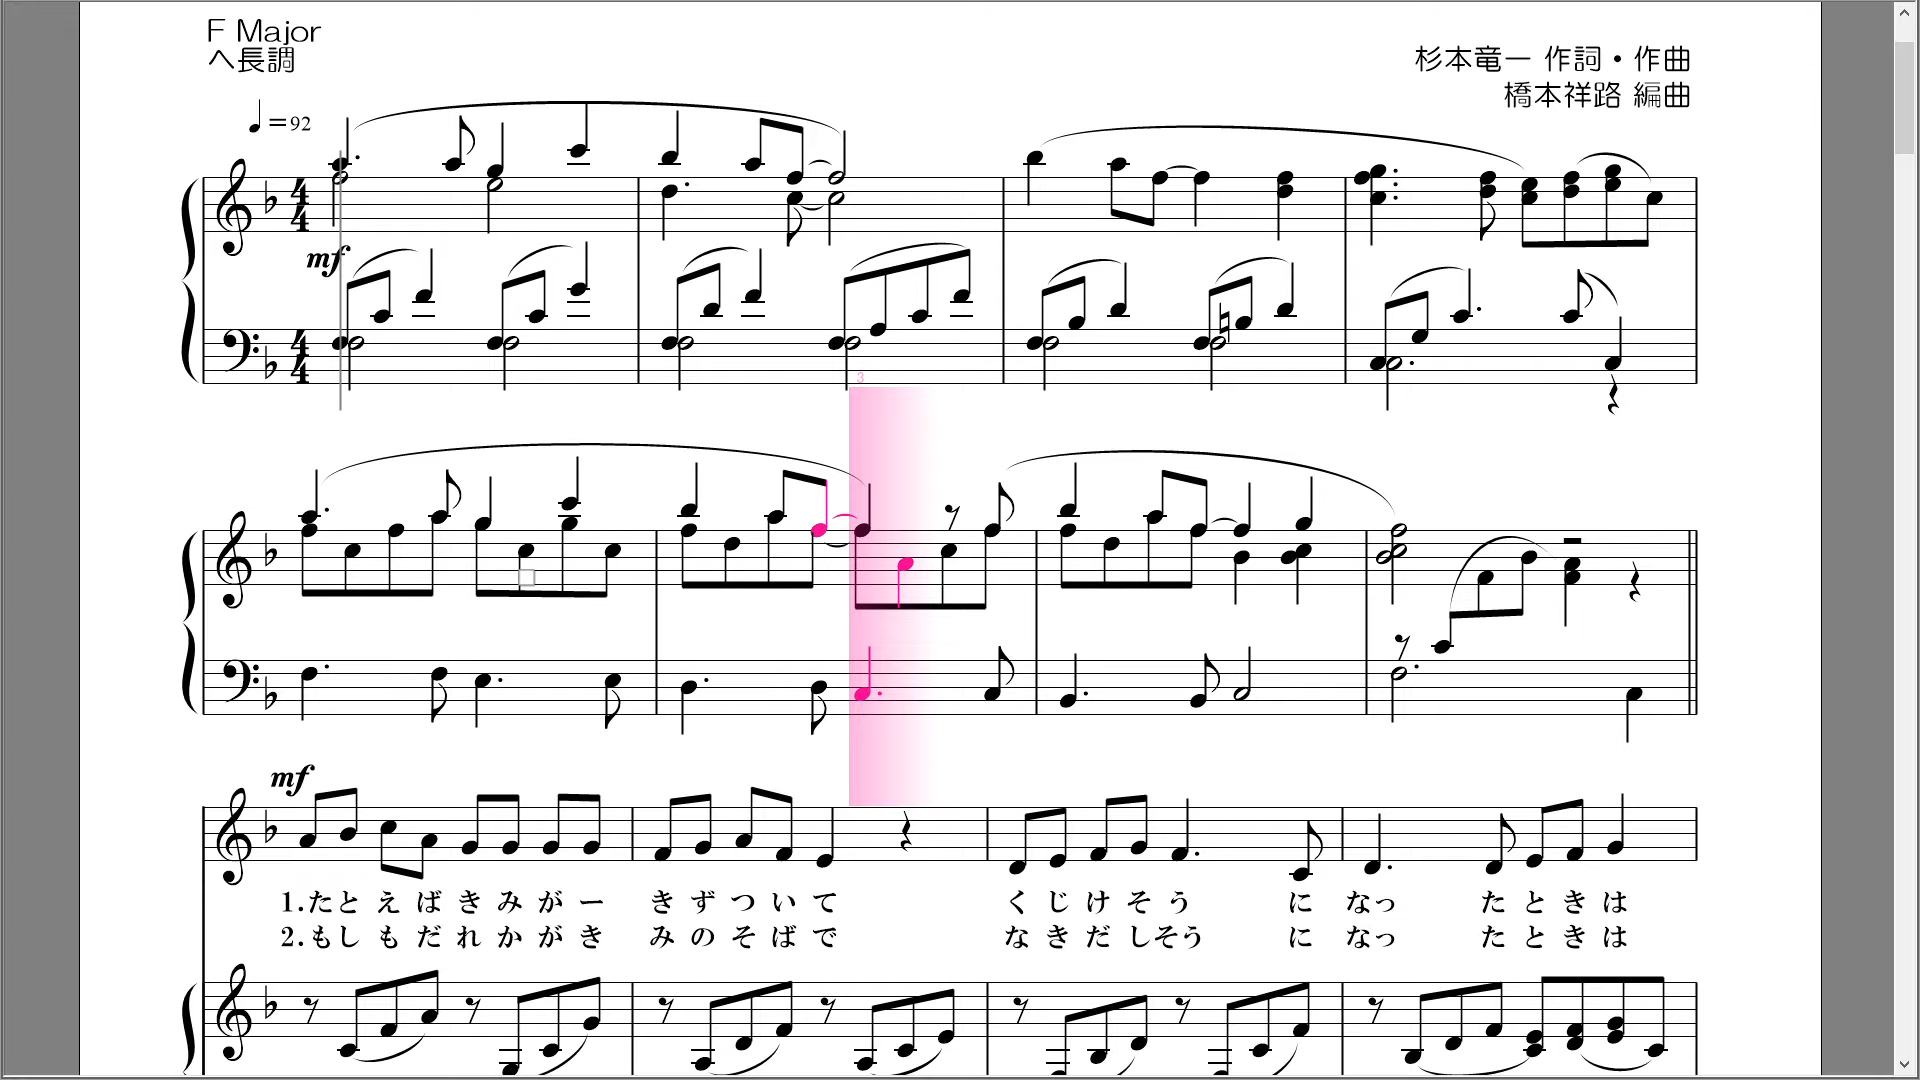 F Major
ヘ長調
杉本竜一 作詞・作曲
橋本祥路 編曲
♩=92
mf
3
mf
1.たとえばきみがー きずついて くじけそう に なっ たときは
2.もしもだれかがき みのそばで なきだしそう に なっ たときは